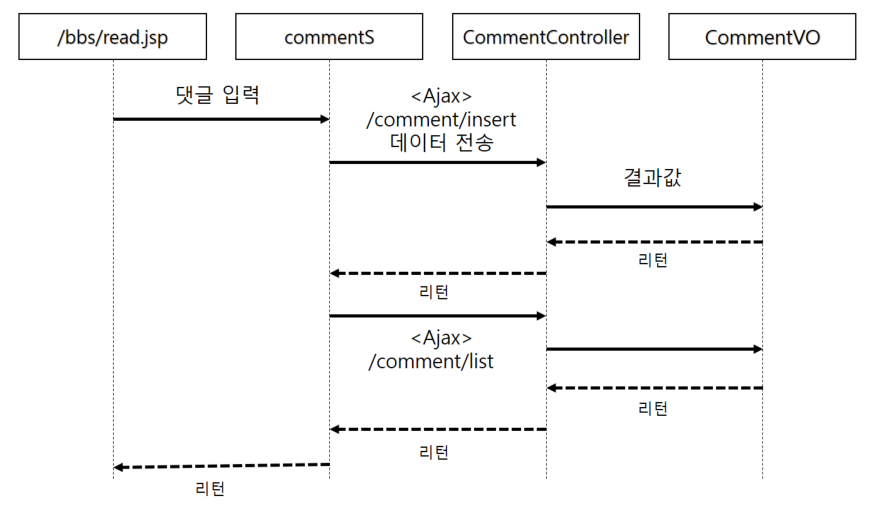 /bbs/read.jsp
commentS
CommentController
CommentVO
댓글 입력
<Ajax>
/comment/insert
데이터 전송
결과값
리턴
리턴
<Ajax>
/comment/list
리턴
리턴
리턴